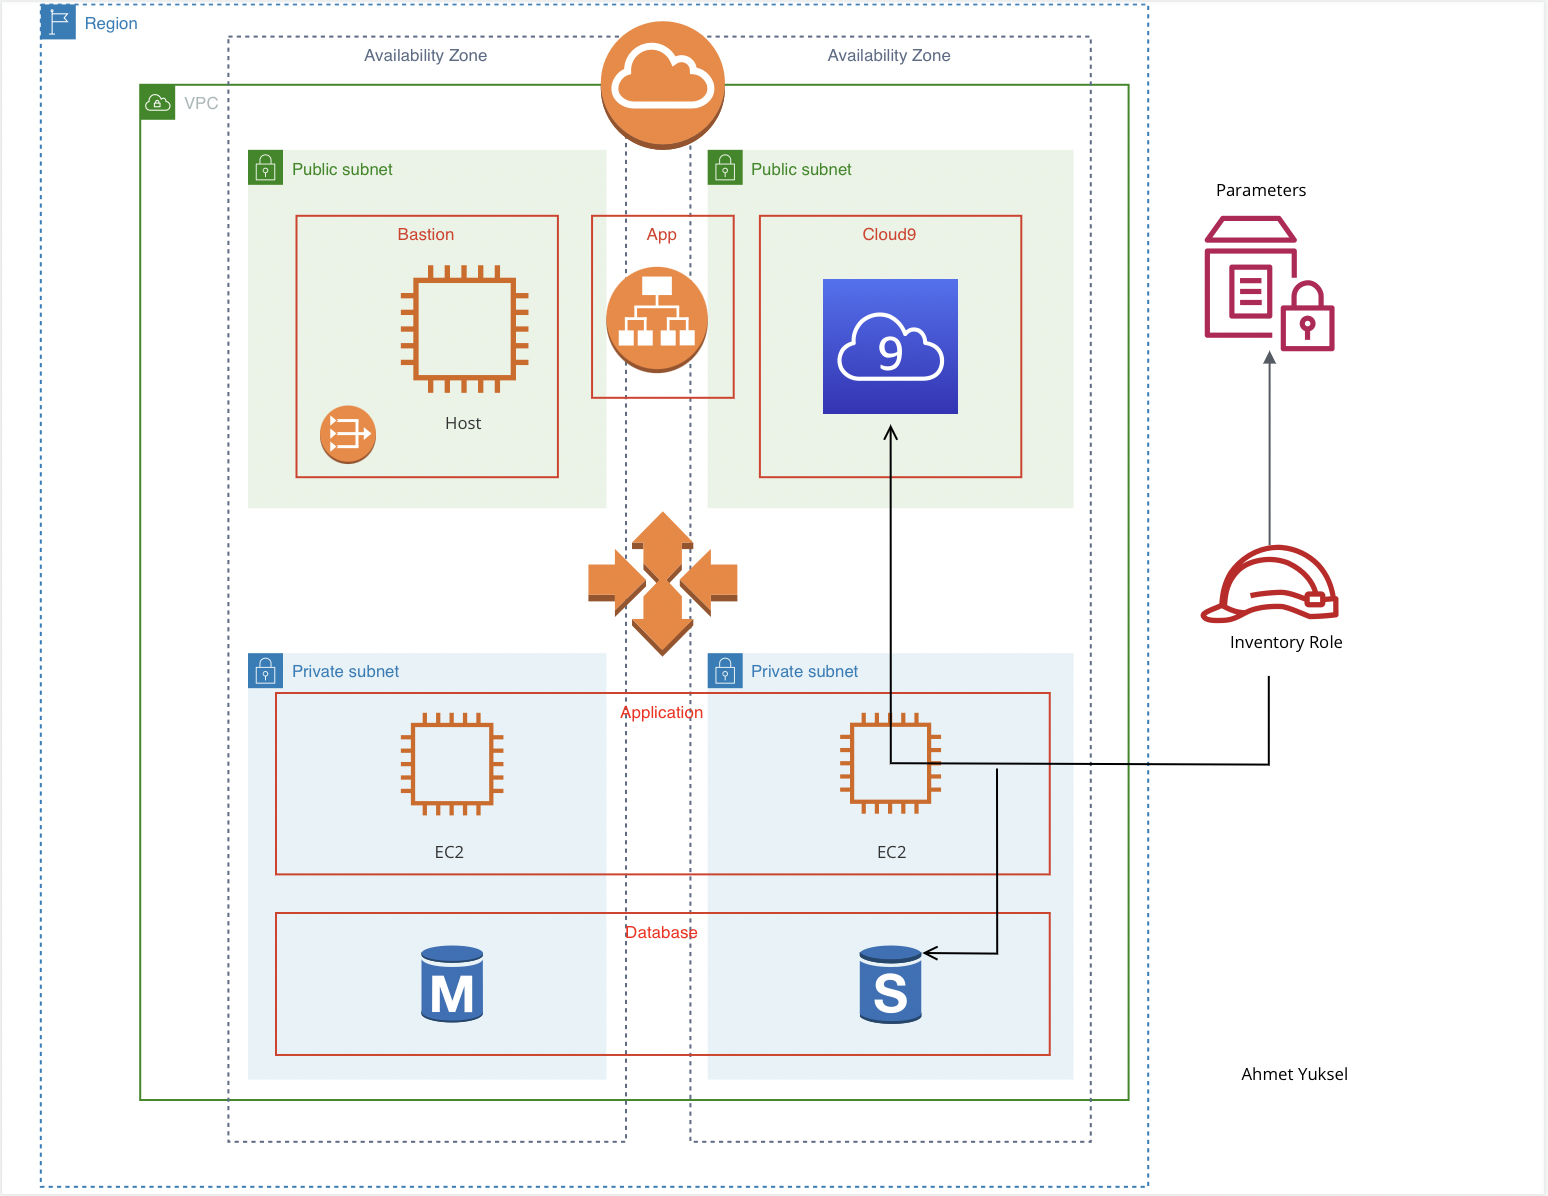 Region
Availability Zone
Availability Zone
VPC
Public subnet
Public subnet
Parameters
Bastion
App
Cloud9
9
Host
Inventory Role
Private subnet
Private subnet
Application
EC2
EC2
Database
M
S
Ahmet Yuksel